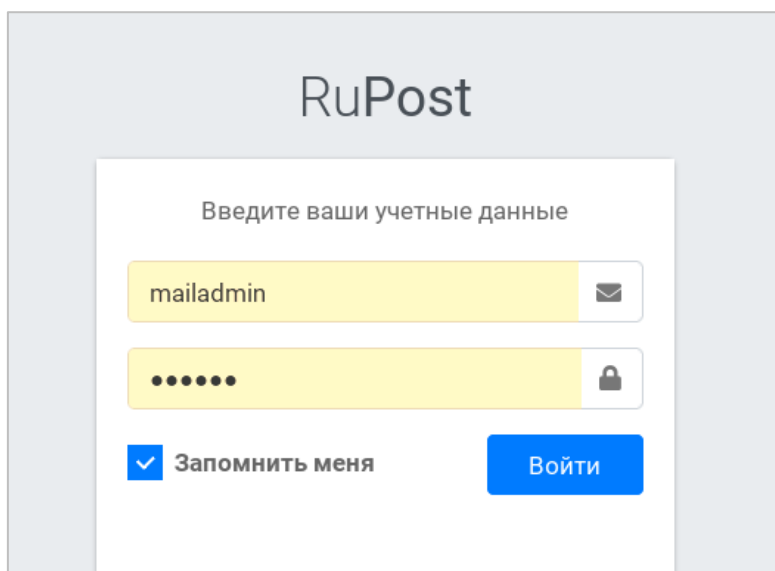 RuPost
Введите ваши учетные данные
mailadmin
••••••
Запомнить меня
Войти